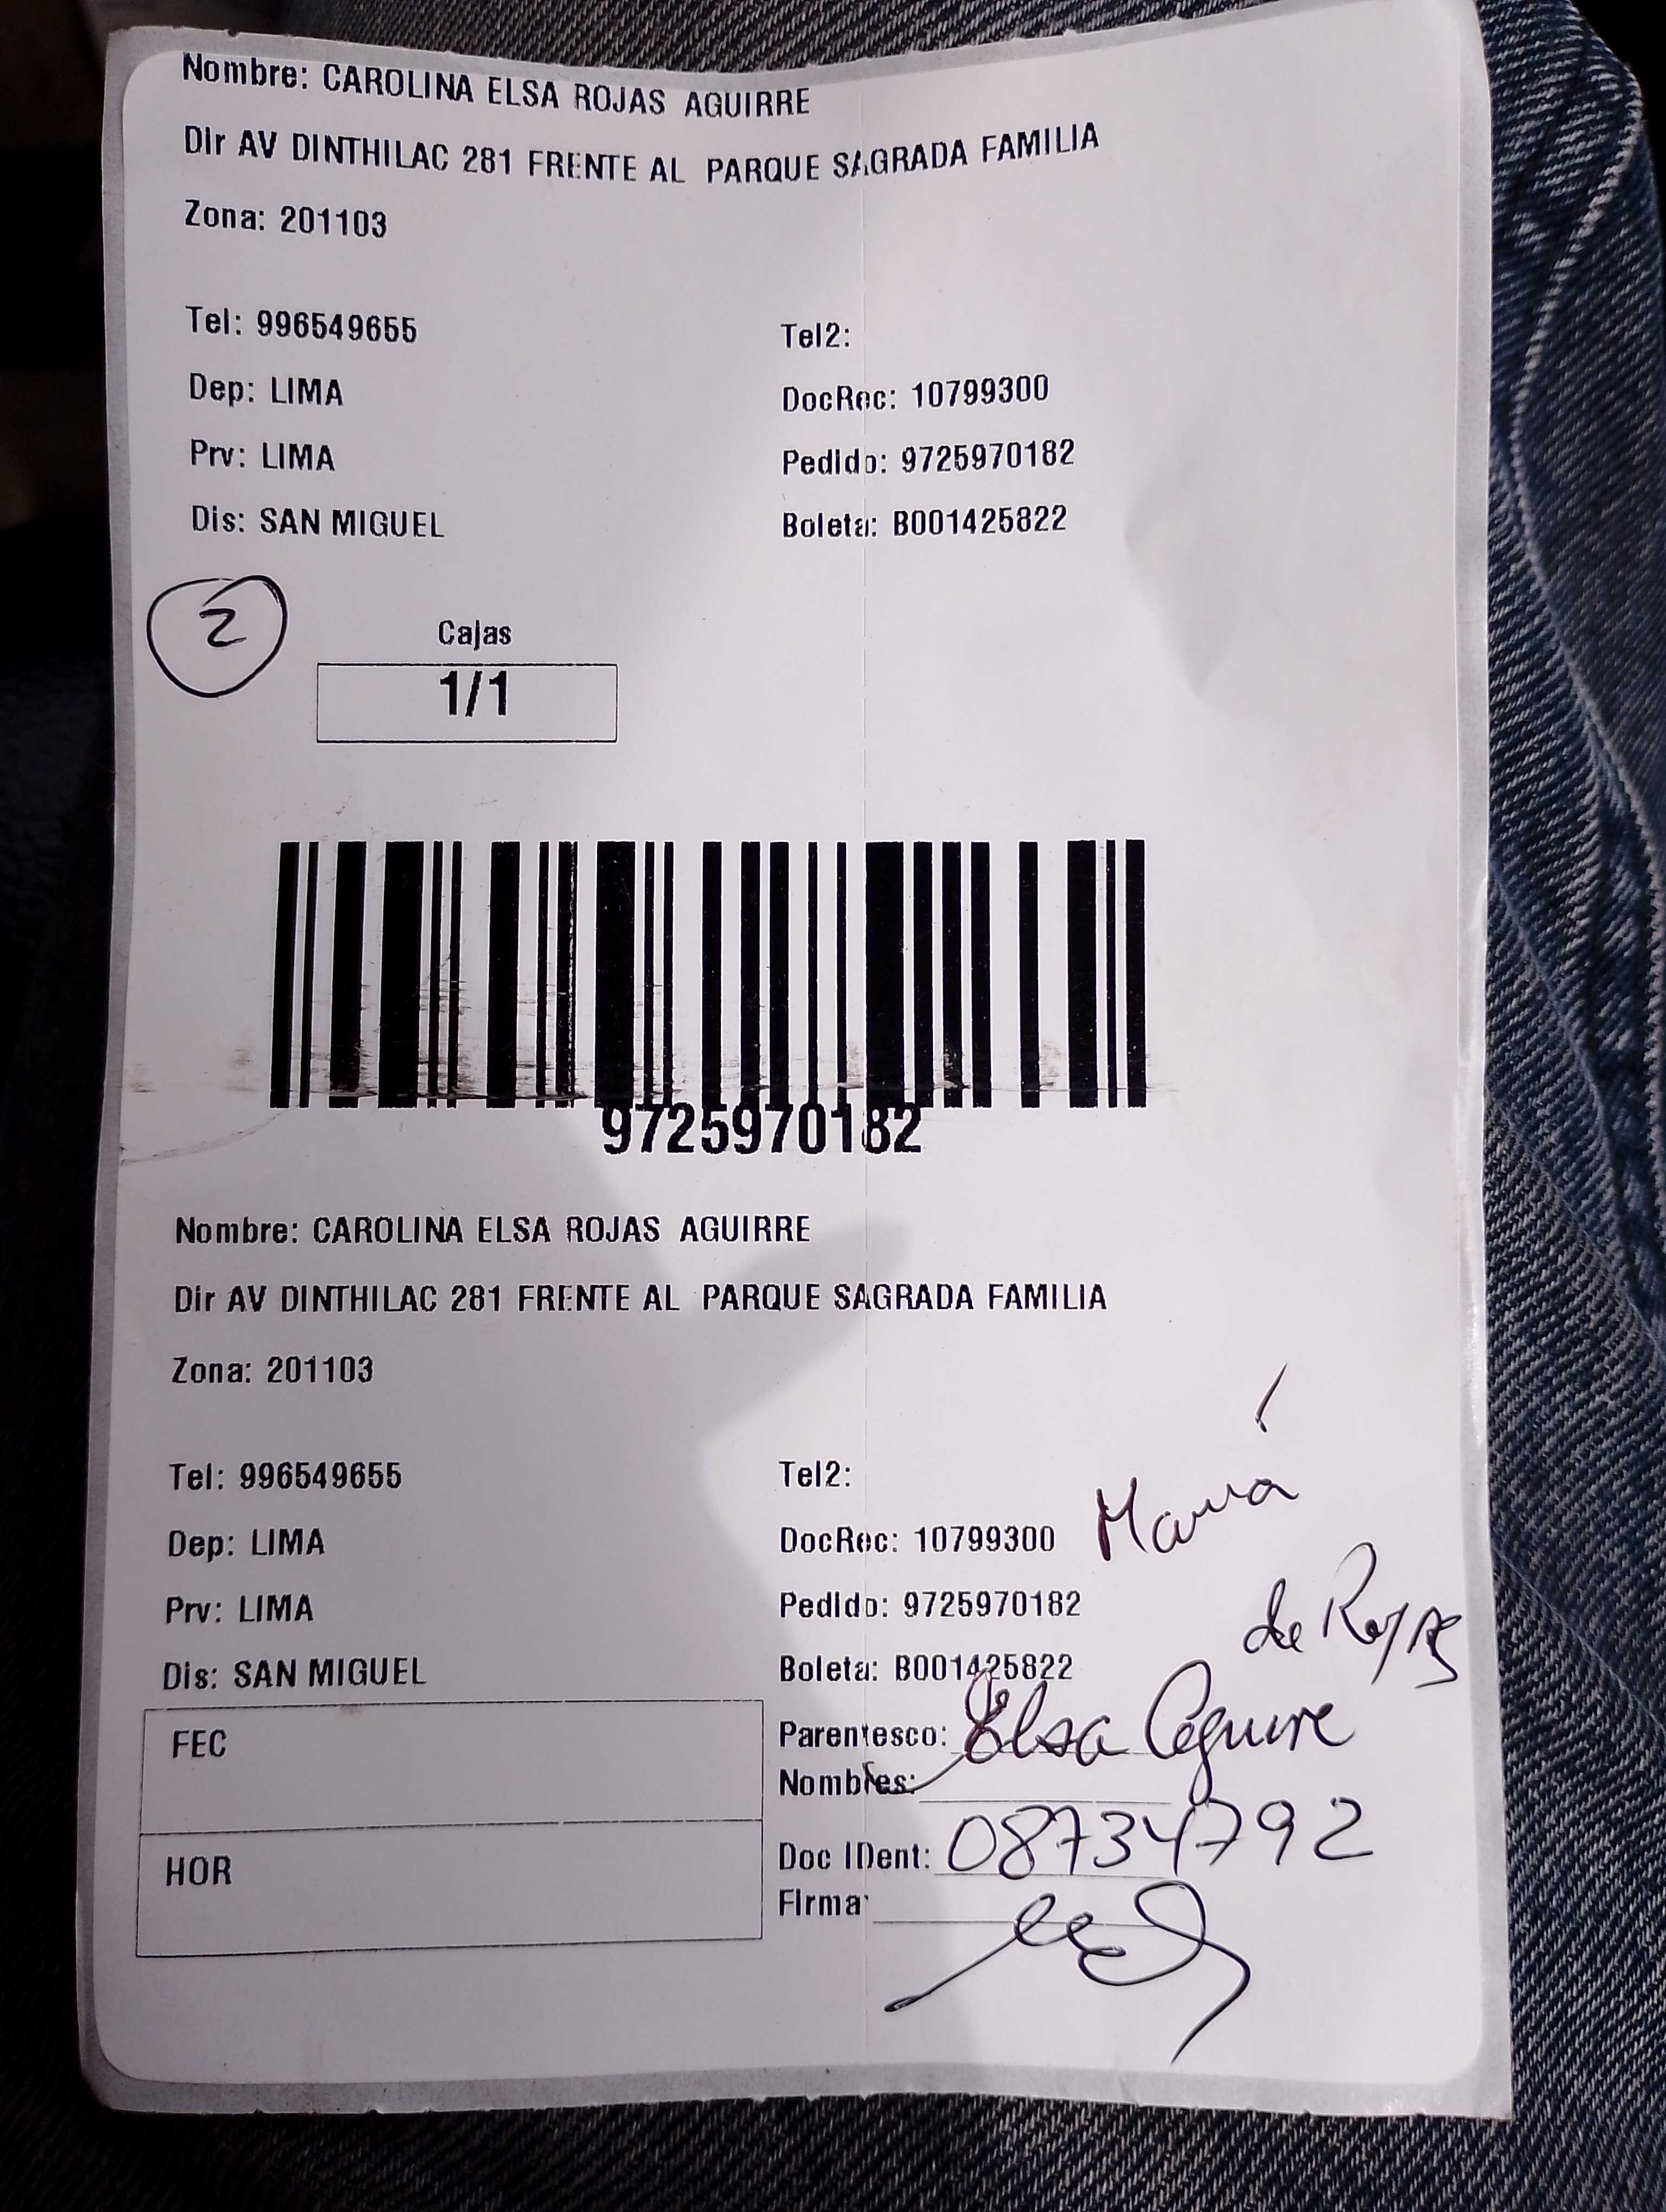 Nombre: CAROLINA ELSA ROJAS AGUIRRE
Dir AV DINTHILAC 281 FRENTE AL PARQUE SAGRADA FAMILIA
Zona: 201103
Tel: 996549655 Tel2:
Dep: LIMA DocRec: 10799300
Prv: LIMA Pedido: 9725970182
Dis: SAN MIGUEL Boleta: B001425822
2
Cajas
1/1
9725970182
Nombre: CAROLINA ELSA ROJAS AGUIRRE
Dir AV DINTHILAC 281 FRENTE AL PARQUE SAGRADA FAMILIA
Zona: 201103
Tel: 996549655 Tel2:
Dep: LIMA DocRec: 10799300
Prv: LIMA Pedido: 9725970182
de Rojas
Dis: SAN MIGUEL Boleta: B001425822
FEC
Parentesco: Elsa Aguirre
Nombres:
HOR
Doc IDent: 08734792
Firma: